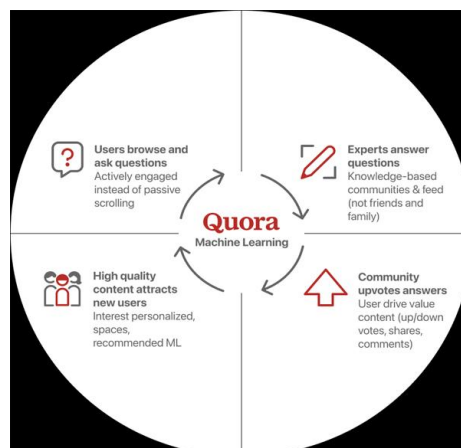 Users browse and
ask questions
Actively engaged
instead of passive
scrolling
Experts answer
questions
Knowledge-based
communities & feed
(not friends and
family)
Quora
Machine Learning
High quality
content attracts
new users
Interest personalized,
spaces,
recommended ML
Community
upvotes answers
User drive value
content (up/down
votes, shares,
comments)